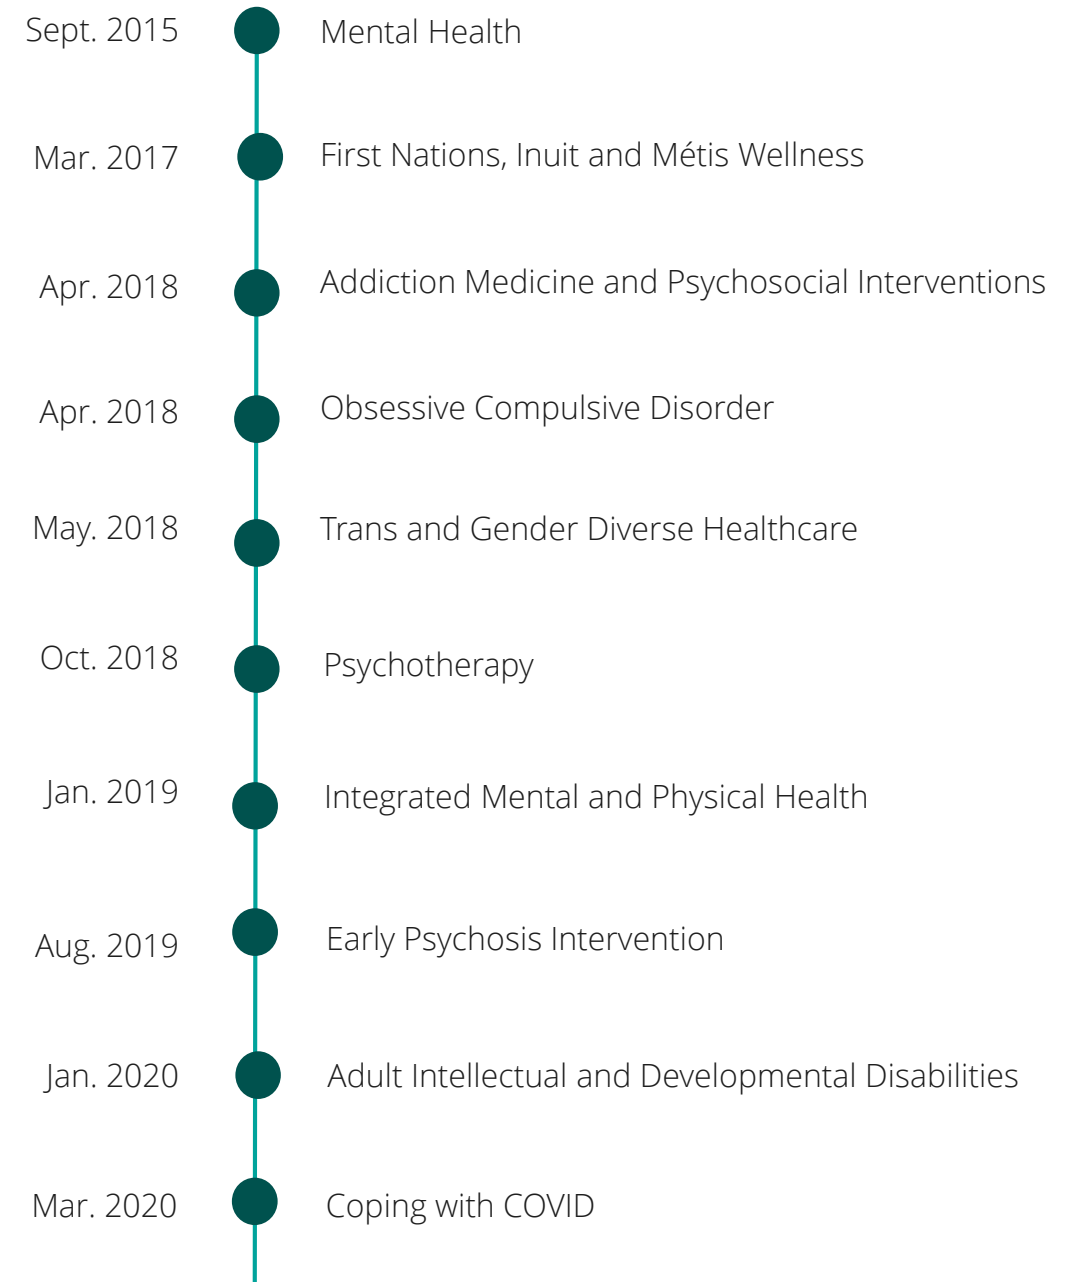 Sept. 2015 Mental Health
Mar. 2017 First Nations, Inuit and Métis Wellness
Apr. 2018 Addiction Medicine and Psychosocial Interventions
Apr. 2018 Obsessive Compulsive Disorder
May. 2018 Trans and Gender Diverse Healthcare
Oct. 2018 Psychotherapy
Jan. 2019 Integrated Mental and Physical Health
Aug. 2019 Early Psychosis Intervention
Jan. 2020 Adult Intellectual and Developmental Disabilities
Mar. 2020 Coping with COVID